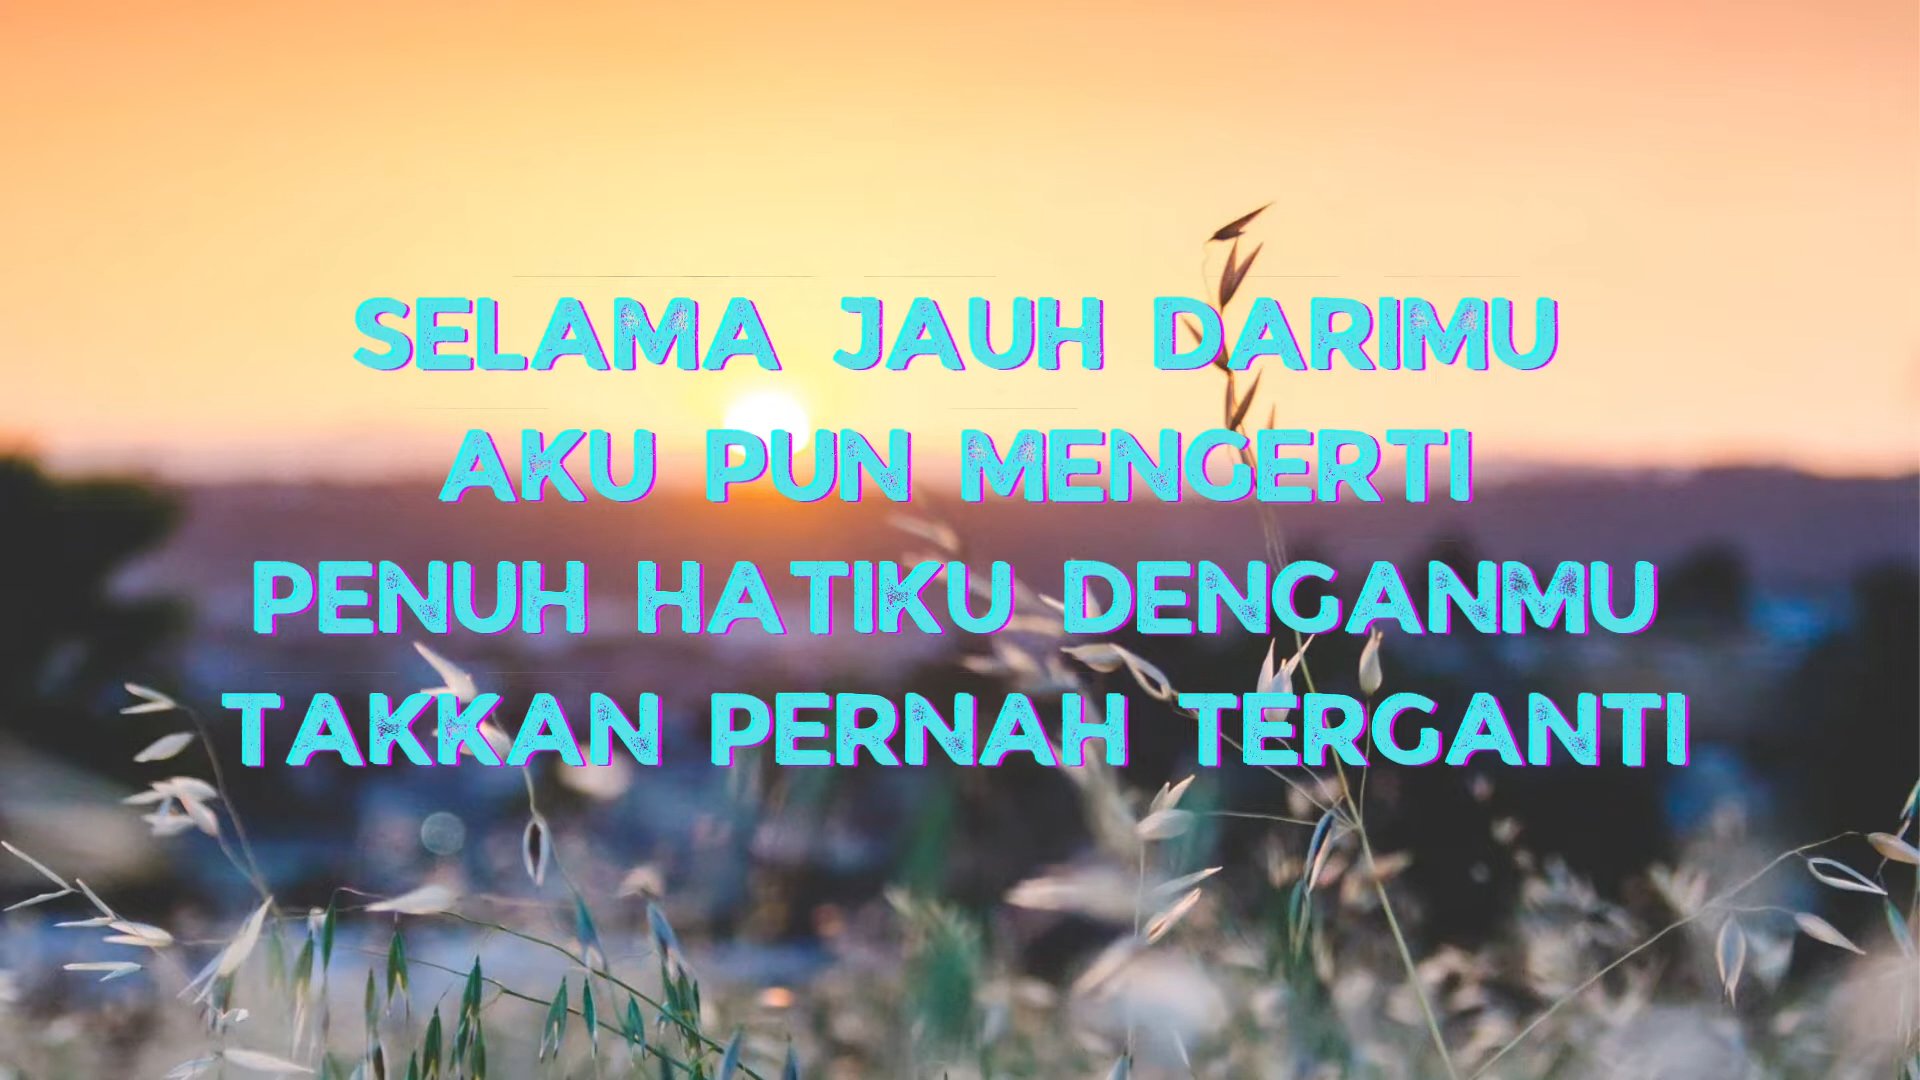 SELAMA JAUH DARIMU
AKU PUN MENGERTI
PENUH HATIKU DENGANMU
TAKKAN PERNAH TERGANTI